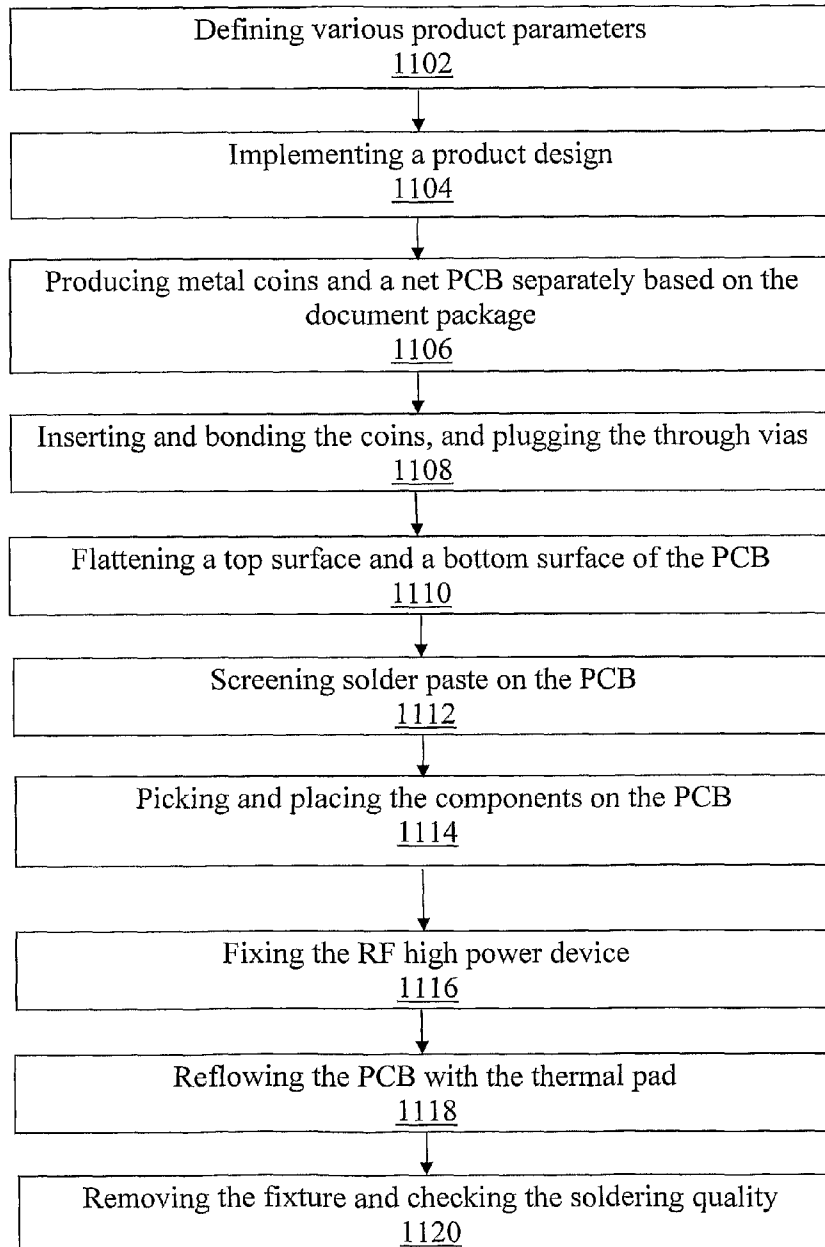 Defining various product parameters
1102
Implementing a product design
1104
Producing metal coins and a net PCB separately based on the
document package
1106
Inserting and bonding the coins, and plugging the through vias
1108
Flattening a top surface and a bottom surface of the PCB
1110
Screening solder paste on the PCB
1112
Picking and placing the components on the PCB
1114
Fixing the RF high power device
1116
Reflowing the PCB with the thermal pad
1118
Removing the fixture and checking the soldering quality
1120